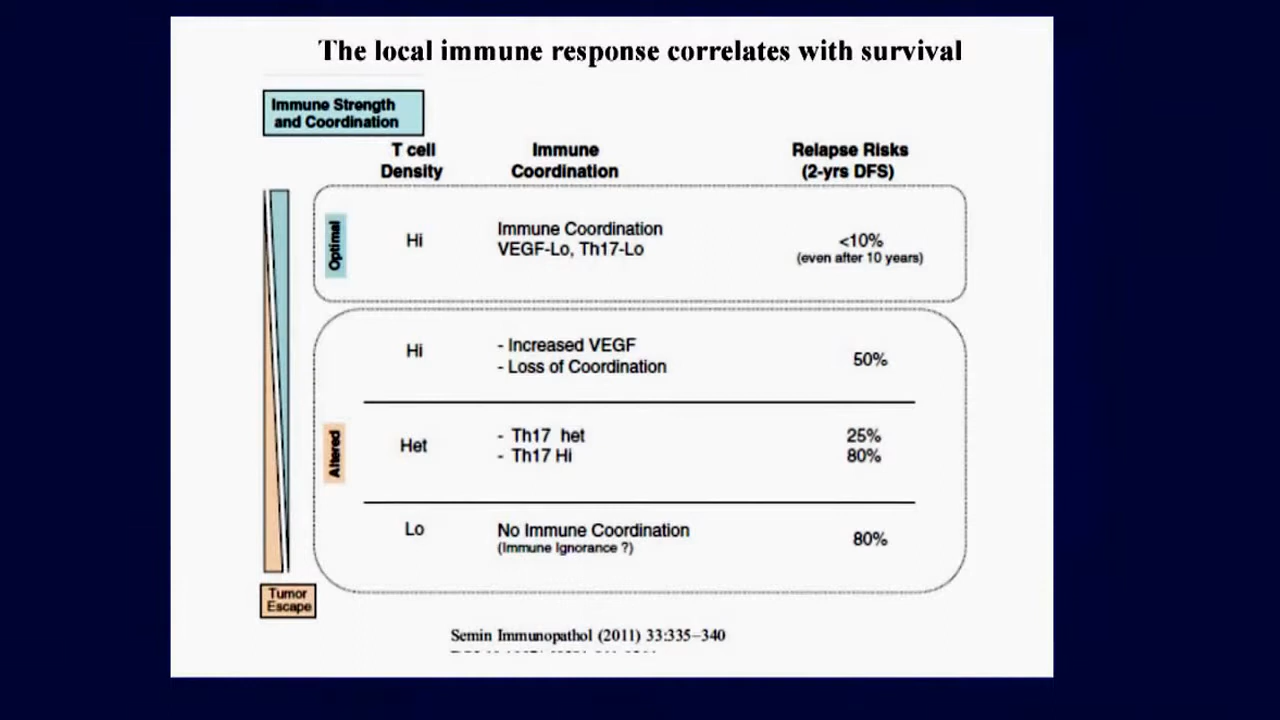 The local immune response correlates with survival
Immune Strength
and Coordination
T cell
Density
Immune
Coordination
Relapse Risks
(2-yrs DFS)
Optimal
Hi
Immune Coordination
VEGF-Lo, Th17-Lo
<10%
(even after 10 years)
Altered
Hi
- Increased VEGF
- Loss of Coordination
50%
Het
- Th17 het
- Th17 Hi
25%
80%
Lo
No Immune Coordination
(Immune Ignorance ?)
80%
Tumor
Escape
Semin Immunopathol (2011) 33:335–340